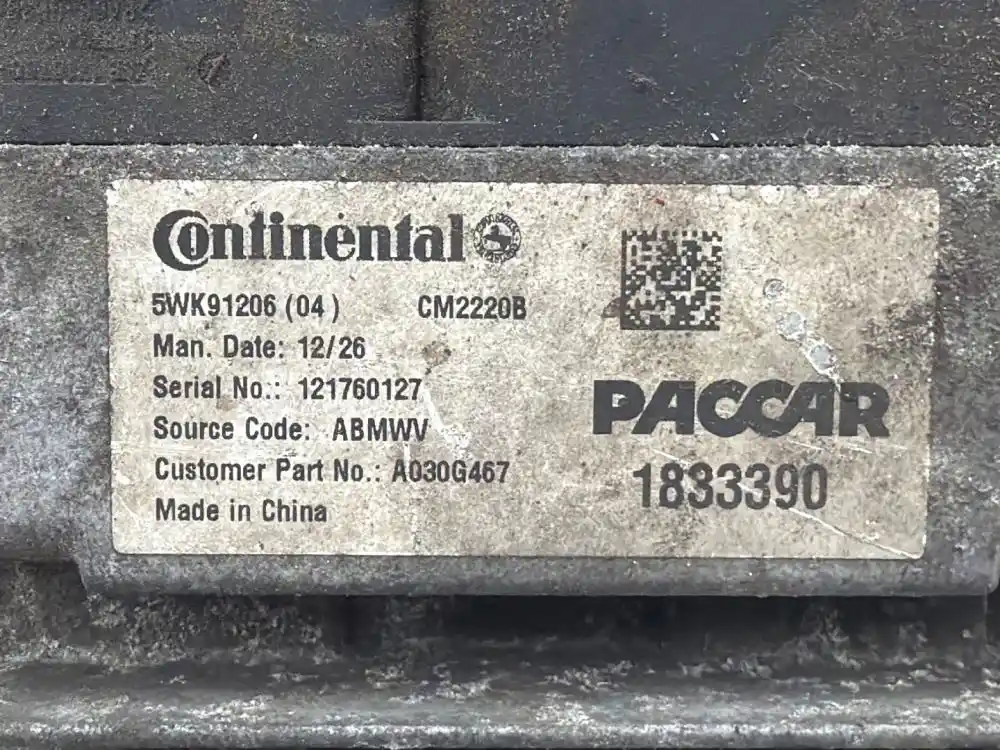 Continental
5WK91206 (04) CM2220B
Man. Date: 12/26
Serial No.: 121760127
Source Code: ABMWV
Customer Part No.: A030G467
Made in China
PACCAR
1833390